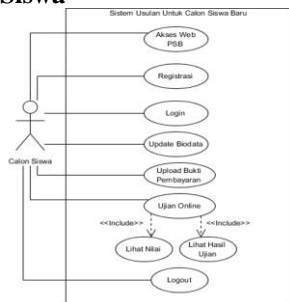 Siswa
Sistem Usulan Untuk Calon Siswa Baru
Akses Web
PSB
Registrasi
Login
Update Biodata
Calon Siswa
Upload Bukti
Pembayaran
Ujian Online
<<Include>>
<<Include>>
Lihat Nilai
Lihat Hasil
Ujian
Logout